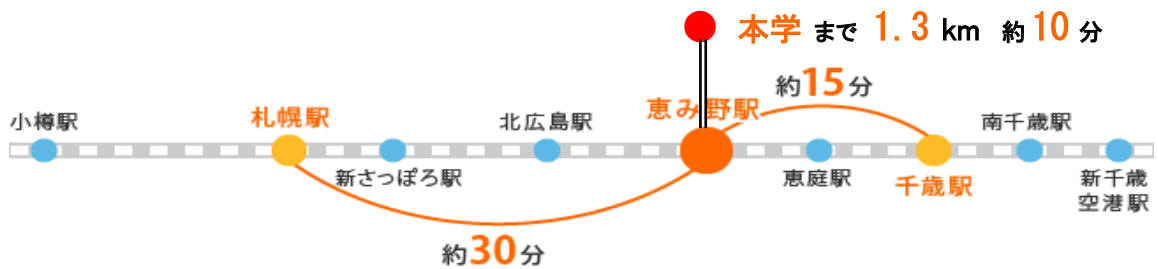 本学 まで 1.3 km 約10分
約15分
小樽駅
札幌駅
北広島駅
恵み野駅
南千歳駅
新さっぽろ駅
恵庭駅
千歳駅
新千歳
空港駅
約30分